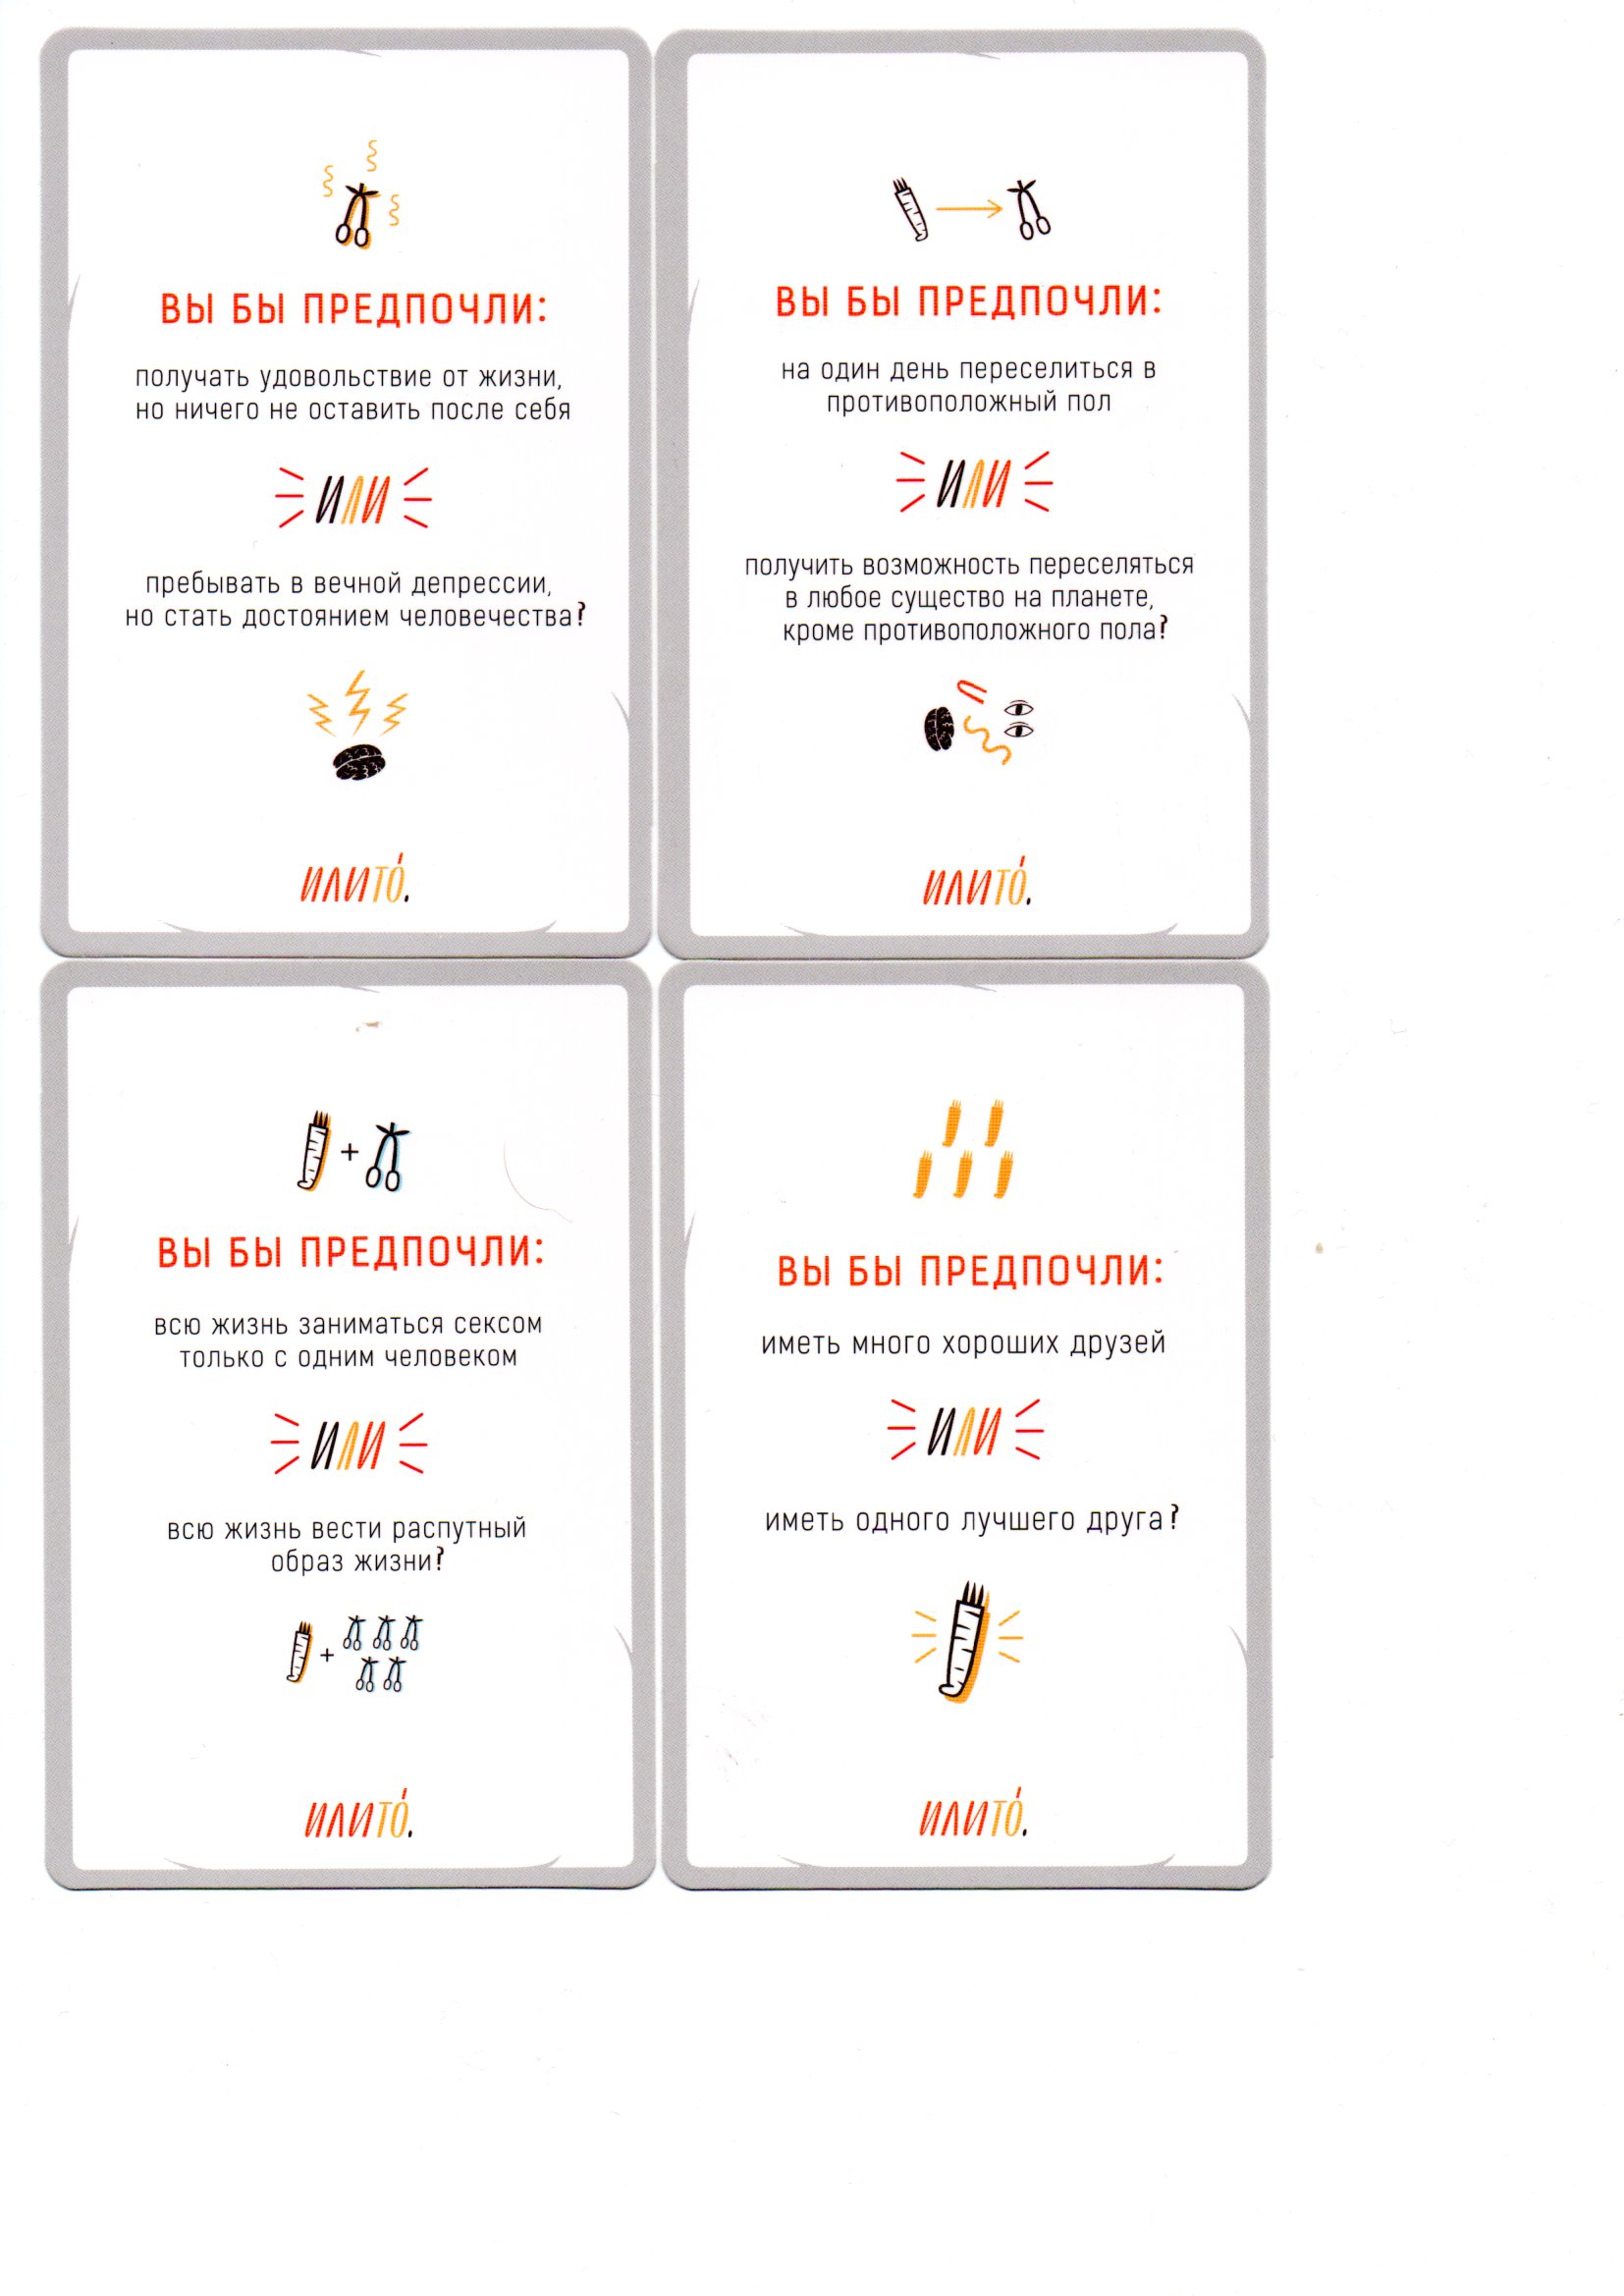 ВЫ БЫ ПРЕДПОЧЛИ:
получать удовольствие от жизни,
но ничего не оставить после себя
ИЛИ
пребывать в вечной депрессии,
но стать достоянием человечества?
ИЛИТО́.
ВЫ БЫ ПРЕДПОЧЛИ:
на один день переселиться в
противоположный пол
ИЛИ
получить возможность переселяться
в любое существо на планете,
кроме противоположного пола?
ИЛИТО́.
ВЫ БЫ ПРЕДПОЧЛИ:
всю жизнь заниматься сексом
только с одним человеком
ИЛИ
всю жизнь вести распутный
образ жизни?
ИЛИТО́.
ВЫ БЫ ПРЕДПОЧЛИ:
иметь много хороших друзей
ИЛИ
иметь одного лучшего друга?
ИЛИТО́.